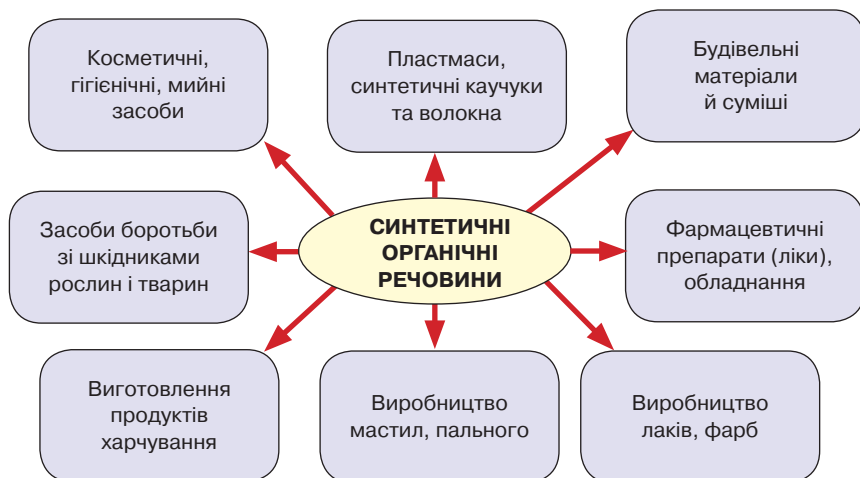 Косметичні,
гігієнічні, мийні
засоби
Пластмаси,
синтетичні каучуки
та волокна
Будівельні
матеріали
й суміші
Засоби боротьби
зі шкідниками
рослин і тварин
СИНТЕТИЧНІ
ОРГАНІЧНІ
РЕЧОВИНИ
Фармацевтичні
препарати (ліки),
обладнання
Виготовлення
продуктів
харчування
Виробництво
мастил, пального
Виробництво
лаків, фарб